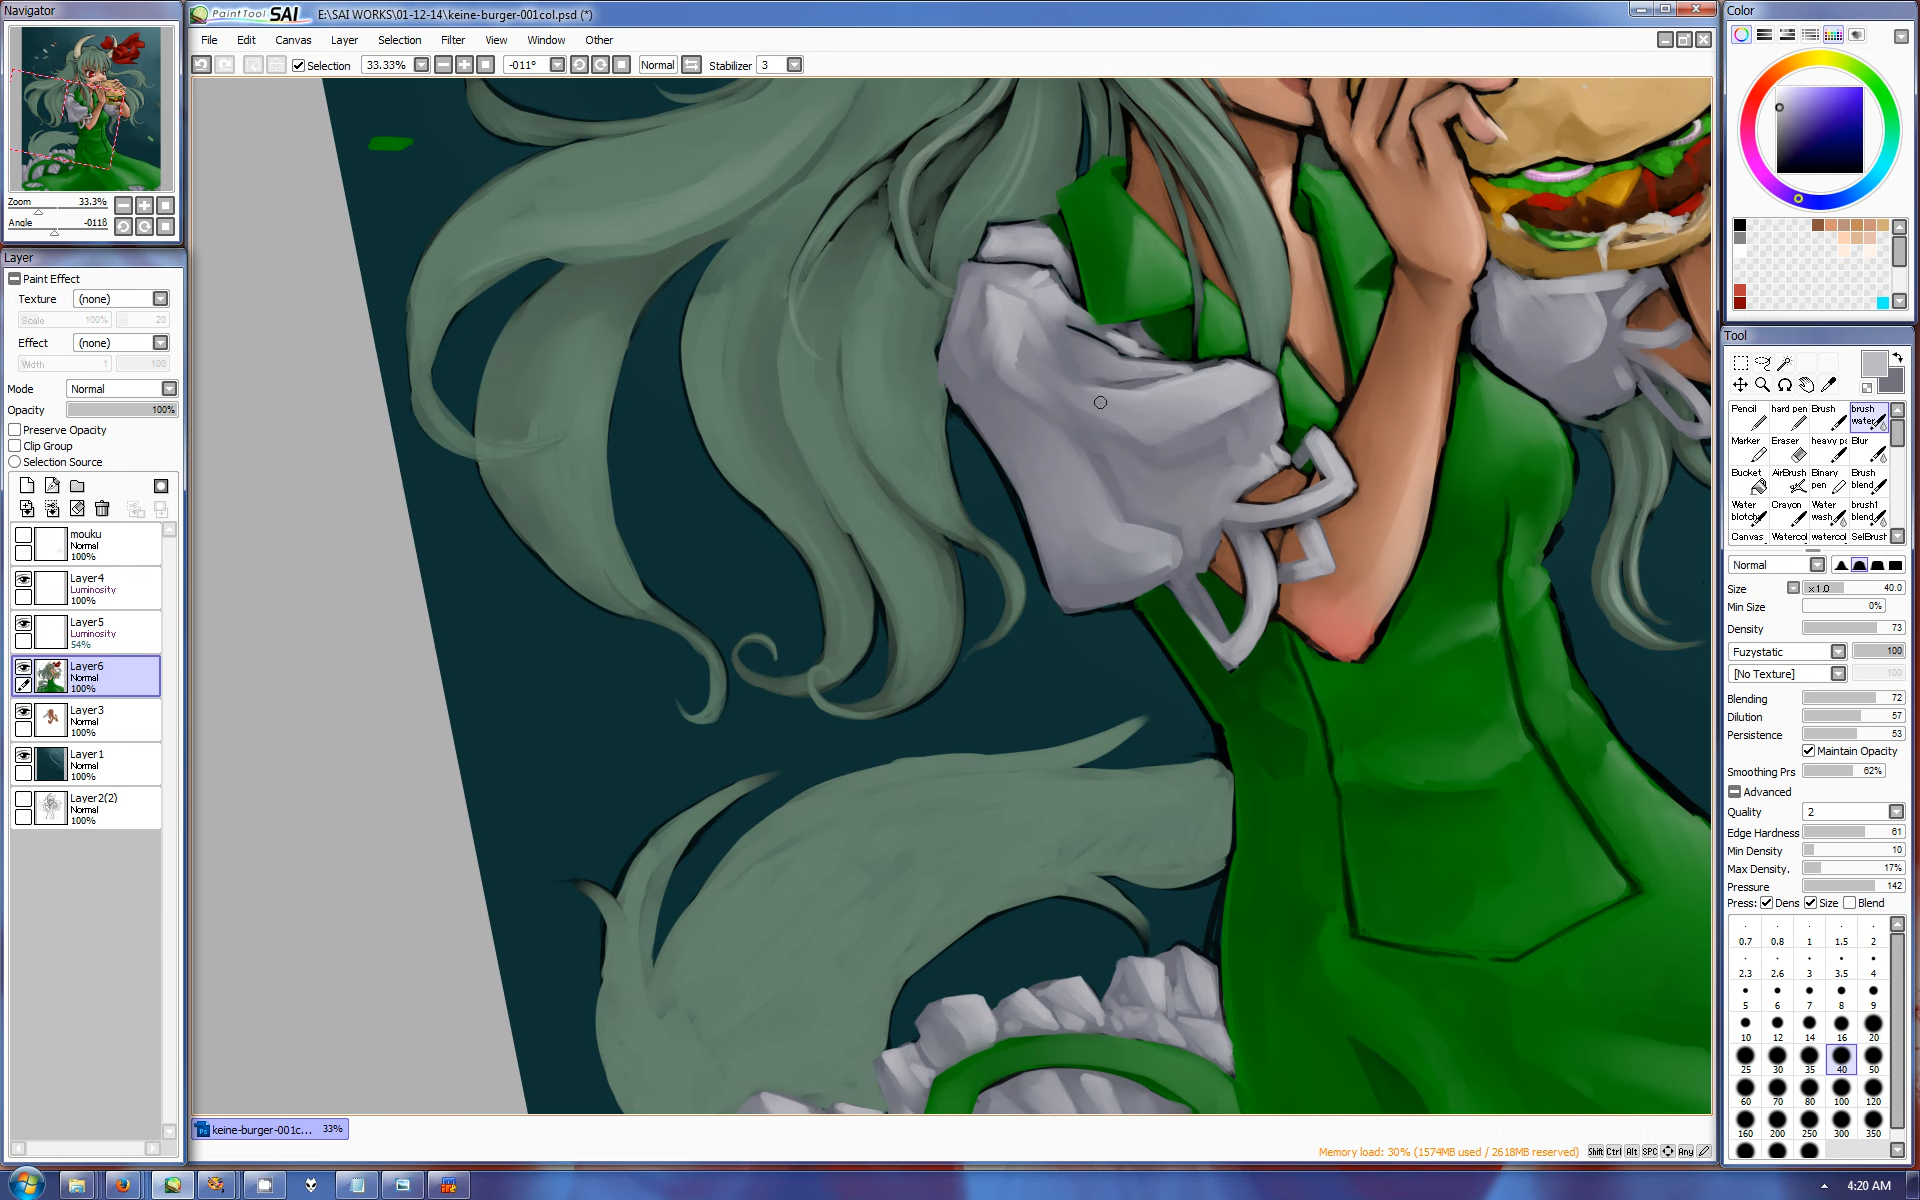 Navigator
Zoom 33.3%
Angle -011ß
PaintTool SAI E:\SAI WORKS\01-12-14\keine-burger-001col.psd (*)
File Edit Canvas Layer Selection Filter View Window Other
Selection 33.33% -011° Normal Stabilizer 3
Layer
Paint Effect
Texture (none)
Scale 100% 20
Effect (none)
Width 1 100
Mode Normal
Opacity 100%
Preserve Opacity
Clip Group
Selection Source
mouku
Normal
100%
Layer4
Luminosity
100%
Layer5
Luminosity
54%
Layer6
Normal
100%
Layer3
Normal
100%
Layer1
Normal
100%
Layer2(2)
Normal
100%
keine-burger-001c... 33%
Memory load: 30% (1574MB used / 2618MB reserved) Shift Ctrl Alt SPC Any
Color
Tool
Pencil hard pen Brush brush water
Marker Eraser heavy pa Blur
Bucket AirBrush Binary pen Brush blend
Water blotch Crayon Water wash brush1 blend
Canvas Watercol watercol SelBrush
Normal
Size x1.0 40.0
Min Size 0%
Density 73
Fuzystatic 100
[No Texture] 100
Blending 72
Dilution 57
Persistence 53
Maintain Opacity
Smoothing Prs 62%
Advanced
Quality 2
Edge Hardness 61
Min Density 10
Max Density. 17%
Pressure 142
Press: Dens Size Blend
0.7 0.8 1 1.5 2
2.3 2.6 3 3.5 4
5 6 7 8 9
10 12 14 16 20
25 30 35 40 50
60 70 80 100 120
160 200 250 300 350
4:20 AM